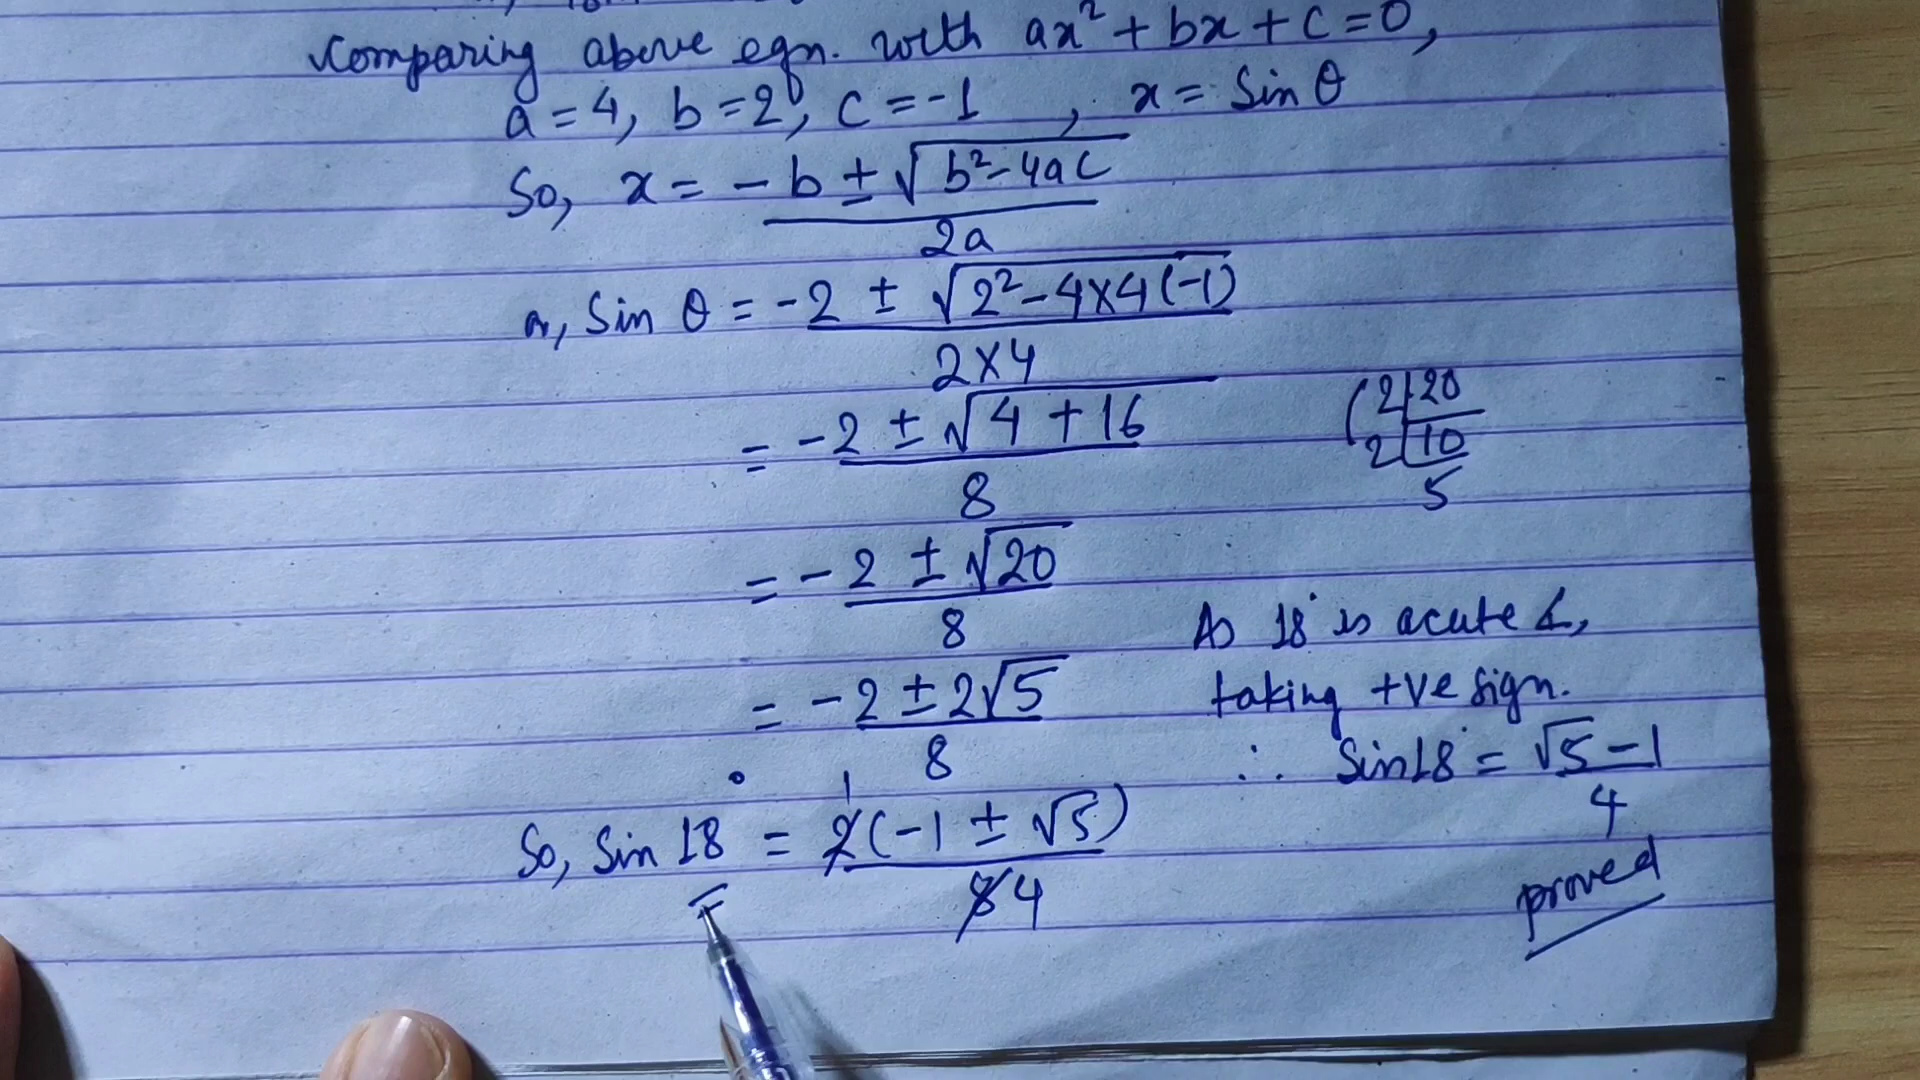 Comparing above eqn. with ax² + bx + c = 0,
a = 4, b = 2, c = -1 , x = Sin θ
So, x = -b ± √b² - 4ac
2a
or, Sin θ = -2 ± √2² - 4×4(-1)
2×4
= -2 ± √4 + 16
8
(2 | 20
2 | 10
5
= -2 ± √20
8
= -2 ± 2√5
8
So, Sin 18° = 2(-1 ± √5) 1
8 4
As 18° is acute ∠,
taking +ve sign.
∴ Sin18° = √5 - 1
4
proved